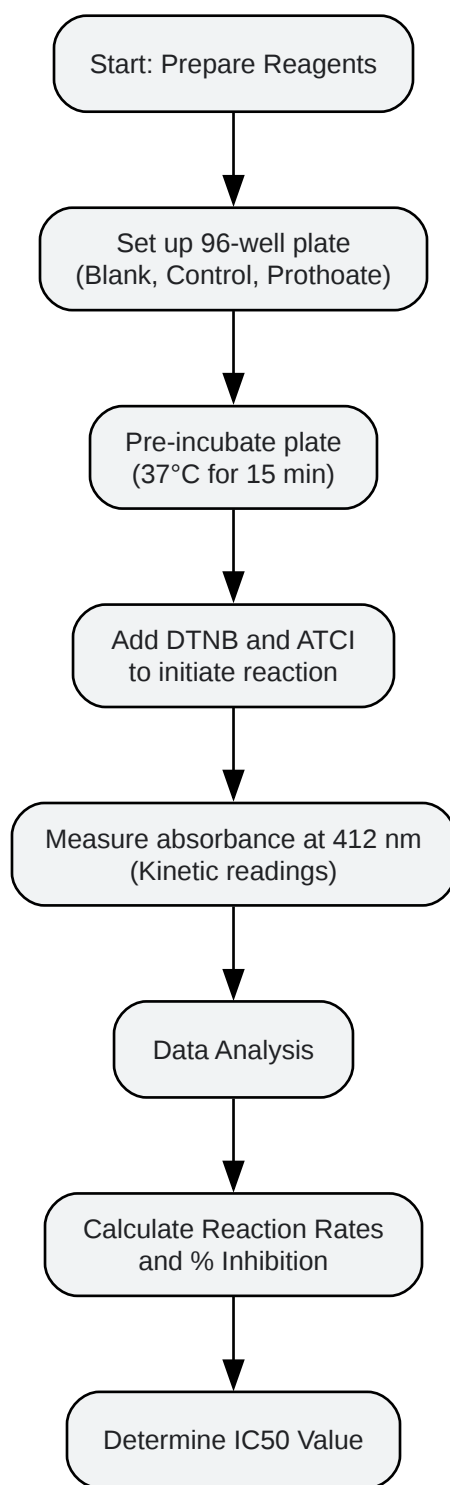 Start: Prepare Reagents
Set up 96-well plate
(Blank, Control, Prothoate)
Pre-incubate plate
(37°C for 15 min)
Add DTNB and ATCI
to initiate reaction
Measure absorbance at 412 nm
(Kinetic readings)
Data Analysis
Calculate Reaction Rates
and % Inhibition
Determine IC50 Value